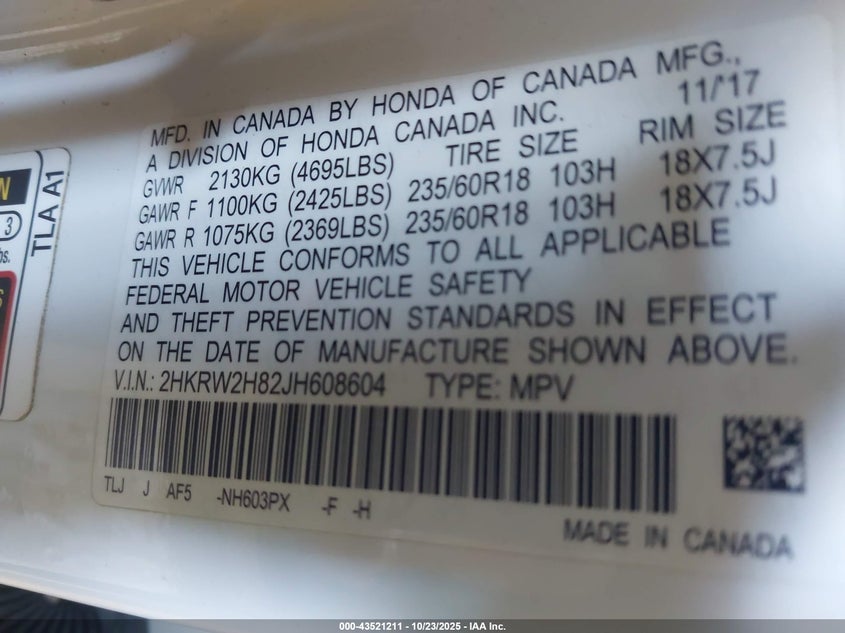 MFD. IN CANADA BY HONDA OF CANADA MFG.,
A DIVISION OF HONDA CANADA INC. 11/'17
GVWR 2130KG (4695LBS) TIRE SIZE RIM SIZE
GAWR F 1100KG (2425LBS) 235/60R18 103H 18X7.5J
GAWR R 1075KG (2369LBS) 235/60R18 103H 18X7.5J
THIS VEHICLE CONFORMS TO ALL APPLICABLE
FEDERAL MOTOR VEHICLE SAFETY
AND THEFT PREVENTION STANDARDS IN EFFECT
ON THE DATE OF MANUFACTURE SHOWN ABOVE.
V.I.N.: 2HKRW2H82JH608604 TYPE: MPV
TLJ J AF5 -NH603PX -F -H
MADE IN CANADA
3
TLA A1
000-43521211 - 10/23/2025 - IAA Inc.